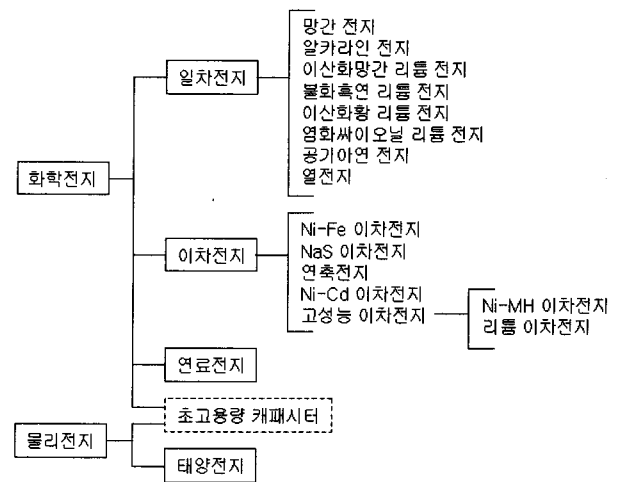 망간 전지
알카라인 전지
이산화망간 리튬 전지
불화흑연 리튬 전지
이산화황 리튬 전지
염화싸이오닐 리튬 전지
공기아연 전지
열전지
일차전지
화학전지
이차전지
Ni-Fe 이차전지
NaS 이차전지
연축전지
Ni-Cd 이차전지
고성능 이차전지
Ni-MH 이차전지
리튬 이차전지
연료전지
초고용량 캐패시터
물리전지
태양전지